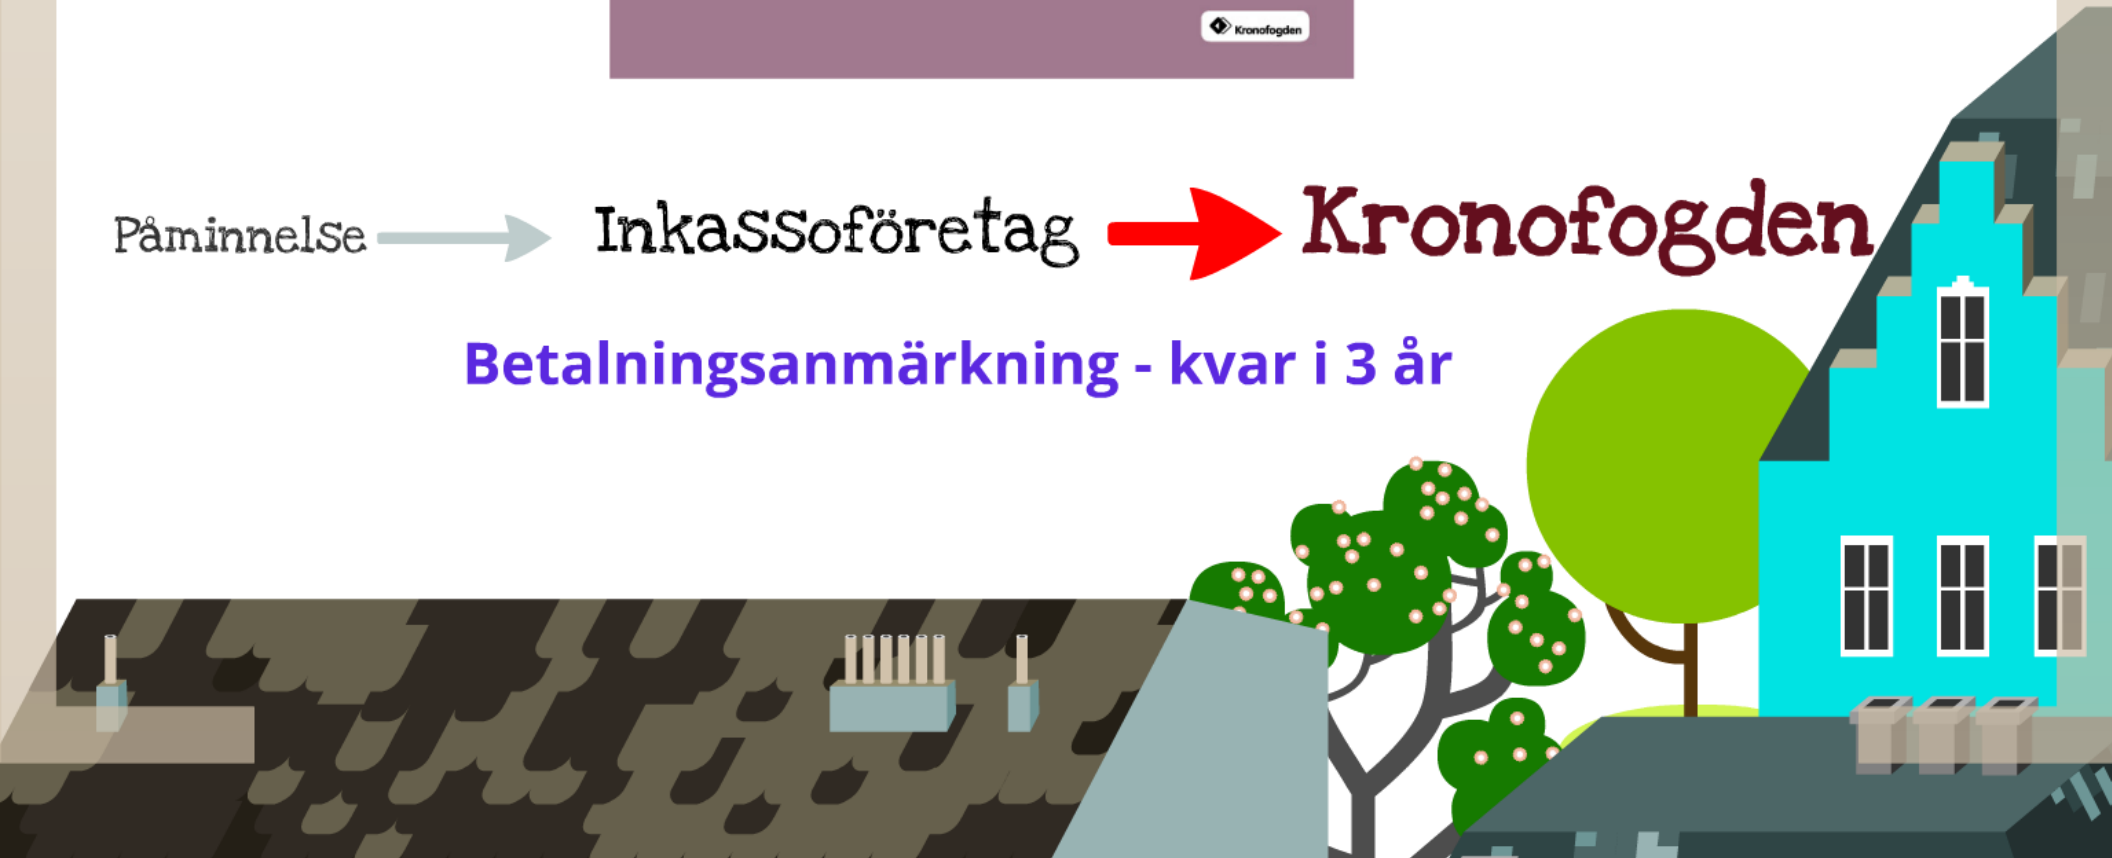 Kronofogden
Påminnelse Inkassoföretag Kronofogden
Betalningsanmärkning - kvar i 3 år